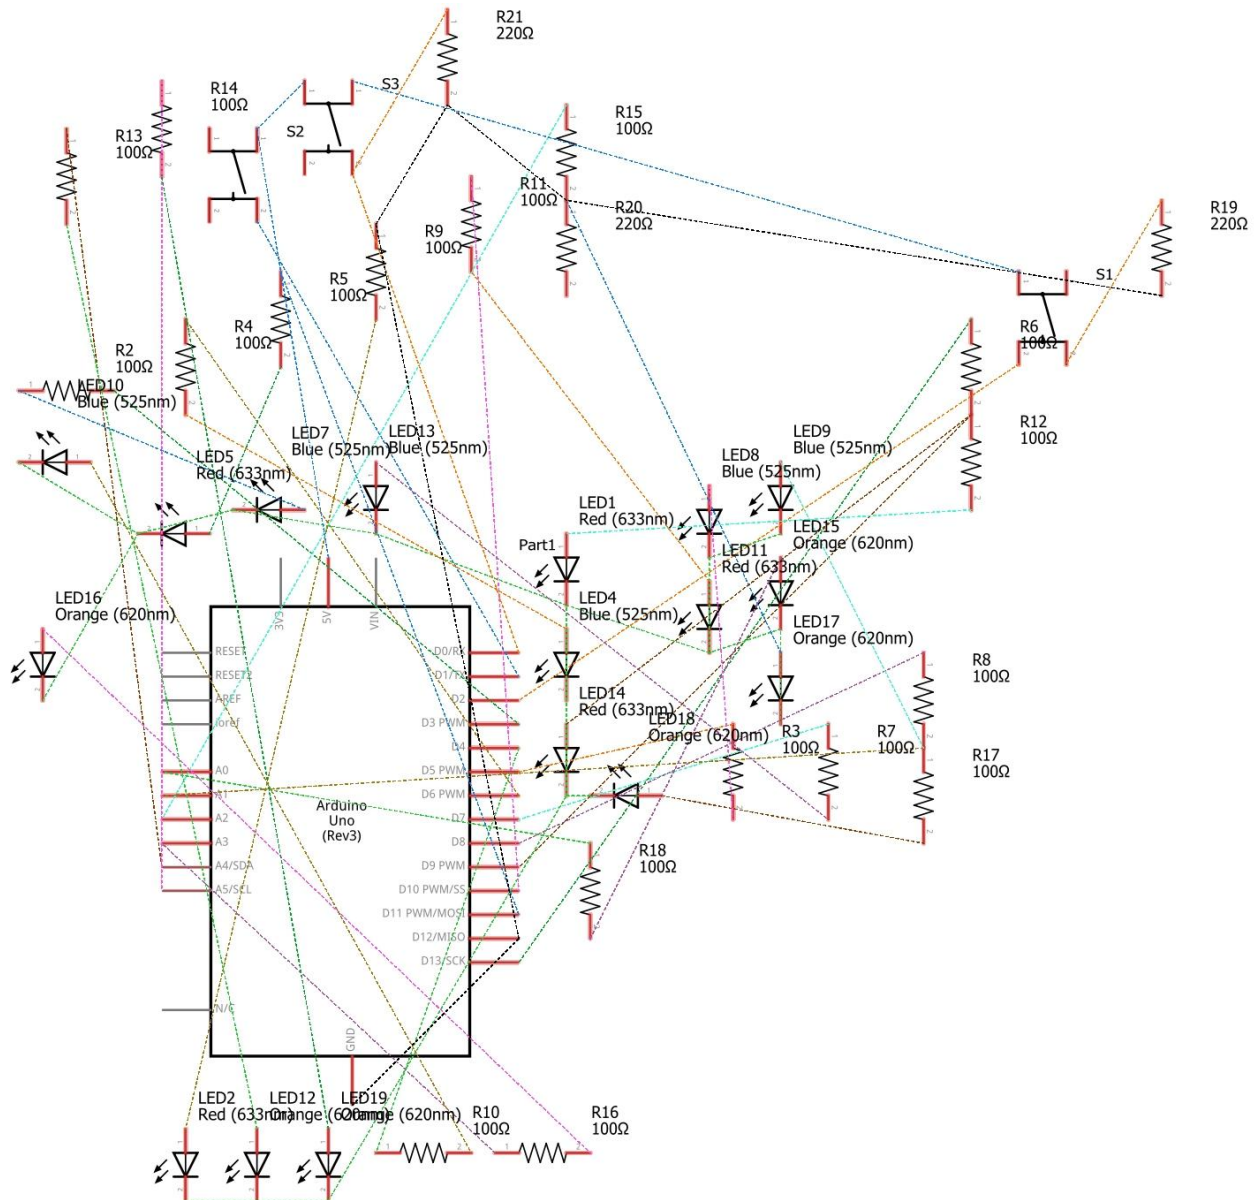 R21
220Ω
S3
R14
100Ω
R15
100Ω
S2
R13
100Ω
R11
100Ω
R20
220Ω
R19
220Ω
R9
100Ω
R5
100Ω
S1
R4
100Ω
R6
100Ω
R2
100Ω
LED10
Blue (525nm)
R12
100Ω
LED7
Blue (525nm)
LED13
Blue (525nm)
LED9
Blue (525nm)
LED5
Red (633nm)
LED8
Blue (525nm)
LED1
Red (633nm)
LED15
Orange (620nm)
Part1
LED11
Red (633nm)
LED16
Orange (620nm)
LED4
Blue (525nm)
LED17
Orange (620nm)
3V3
5V
VIN
RESET
RESET2
AREF
ioref
A0
A2
A3
A4/SDA
A5/SCL
N/C
D0/RX
D1/TX
D2
D3 PWM
D4
D5 PWM
D6 PWM
D7
D8
D9 PWM
D10 PWM/SS
D11 PWM/MOSI
D12/MISO
D13/SCK
GND
Arduino
Uno
(Rev3)
LED14
Red (633nm)
LED18
Orange (620nm)
R8
100Ω
R3
100Ω
R7
100Ω
R17
100Ω
R18
100Ω
LED2
Red (633nm)
LED12
Orange (620nm)
LED19
Orange (620nm)
R10
100Ω
R16
100Ω